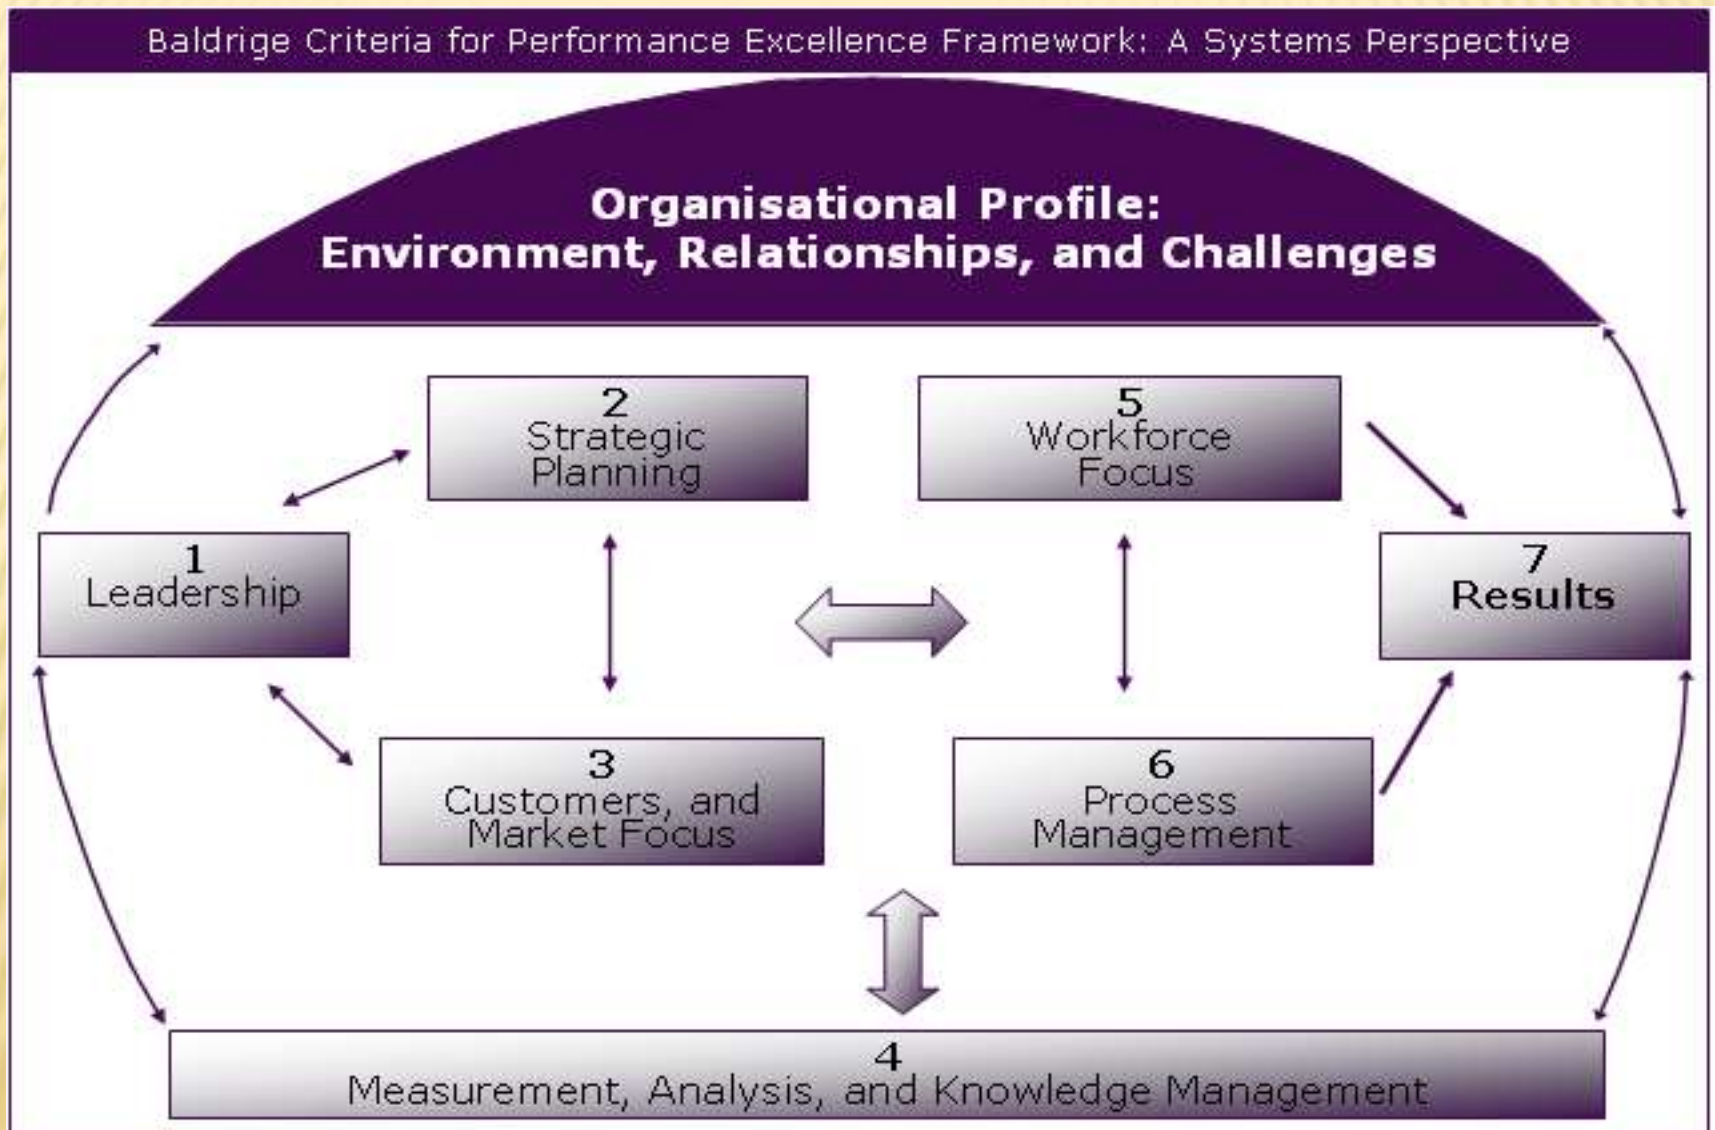 Baldrige Criteria for Performance Excellence Framework: A Systems Perspective
Organisational Profile:
Environment, Relationships, and Challenges
1
Leadership
2
Strategic
Planning
3
Customers, and
Market Focus
5
Workforce
Focus
6
Process
Management
7
Results
4
Measurement, Analysis, and Knowledge Management